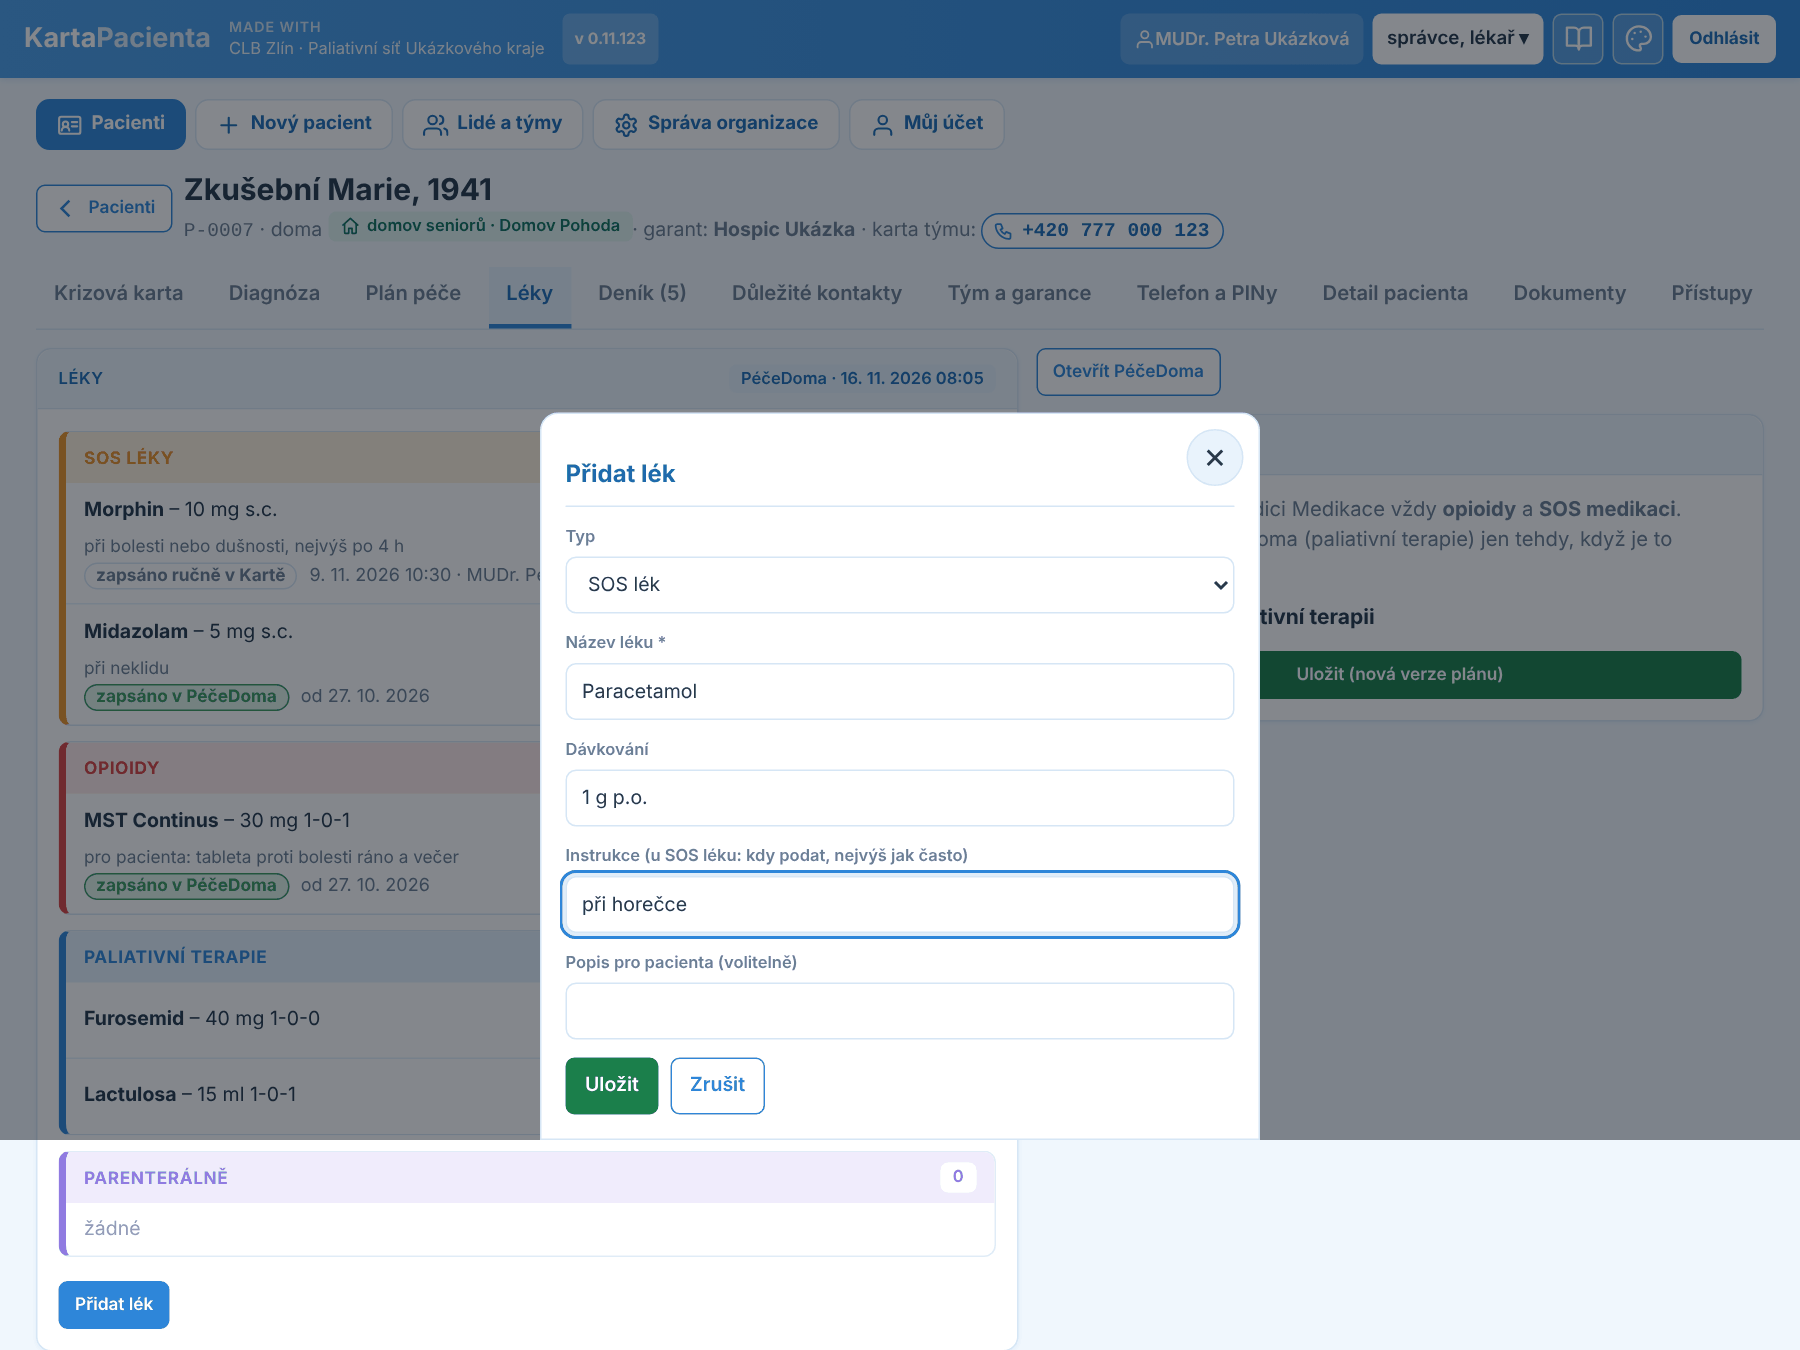 KartaPacienta
MADE WITH
CLB Zlín · Paliativní síť Ukázkového kraje
v 0.11.123
MUDr. Petra Ukázková
správce, lékař ▾
Odhlásit
Pacienti
Nový pacient
Lidé a týmy
Správa organizace
Můj účet
Pacienti
Zkušební Marie, 1941
P-0007 · doma domov seniorů · Domov Pohoda · garant: Hospic Ukázka · karta týmu: +420 777 000 123
Krizová karta
Diagnóza
Plán péče
Léky
Deník (5)
Důležité kontakty
Tým a garance
Telefon a PINy
Detail pacienta
Dokumenty
Přístupy
LÉKY
PéčeDoma · 16. 11. 2026 08:05
SOS LÉKY
Morphin – 10 mg s.c.
při bolesti nebo dušnosti, nejvýš po 4 h
zapsáno ručně v Kartě 9. 11. 2026 10:30 · MUDr. Pe
Midazolam – 5 mg s.c.
při neklidu
zapsáno v PéčeDoma od 27. 10. 2026
OPIOIDY
MST Continus – 30 mg 1-0-1
pro pacienta: tableta proti bolesti ráno a večer
zapsáno v PéčeDoma od 27. 10. 2026
PALIATIVNÍ TERAPIE
Furosemid – 40 mg 1-0-0
Lactulosa – 15 ml 1-0-1
PARENTERÁLNĚ
0
žádné
Přidat lék
Otevřít PéčeDoma
dici Medikace vždy opioidy a SOS medikaci.
oma (paliativní terapie) jen tehdy, když je to
tivní terapii
Uložit (nová verze plánu)
Přidat lék
Typ
SOS lék
Název léku *
Paracetamol
Dávkování
1 g p.o.
Instrukce (u SOS léku: kdy podat, nejvýš jak často)
při horečce
Popis pro pacienta (volitelně)
Uložit
Zrušit